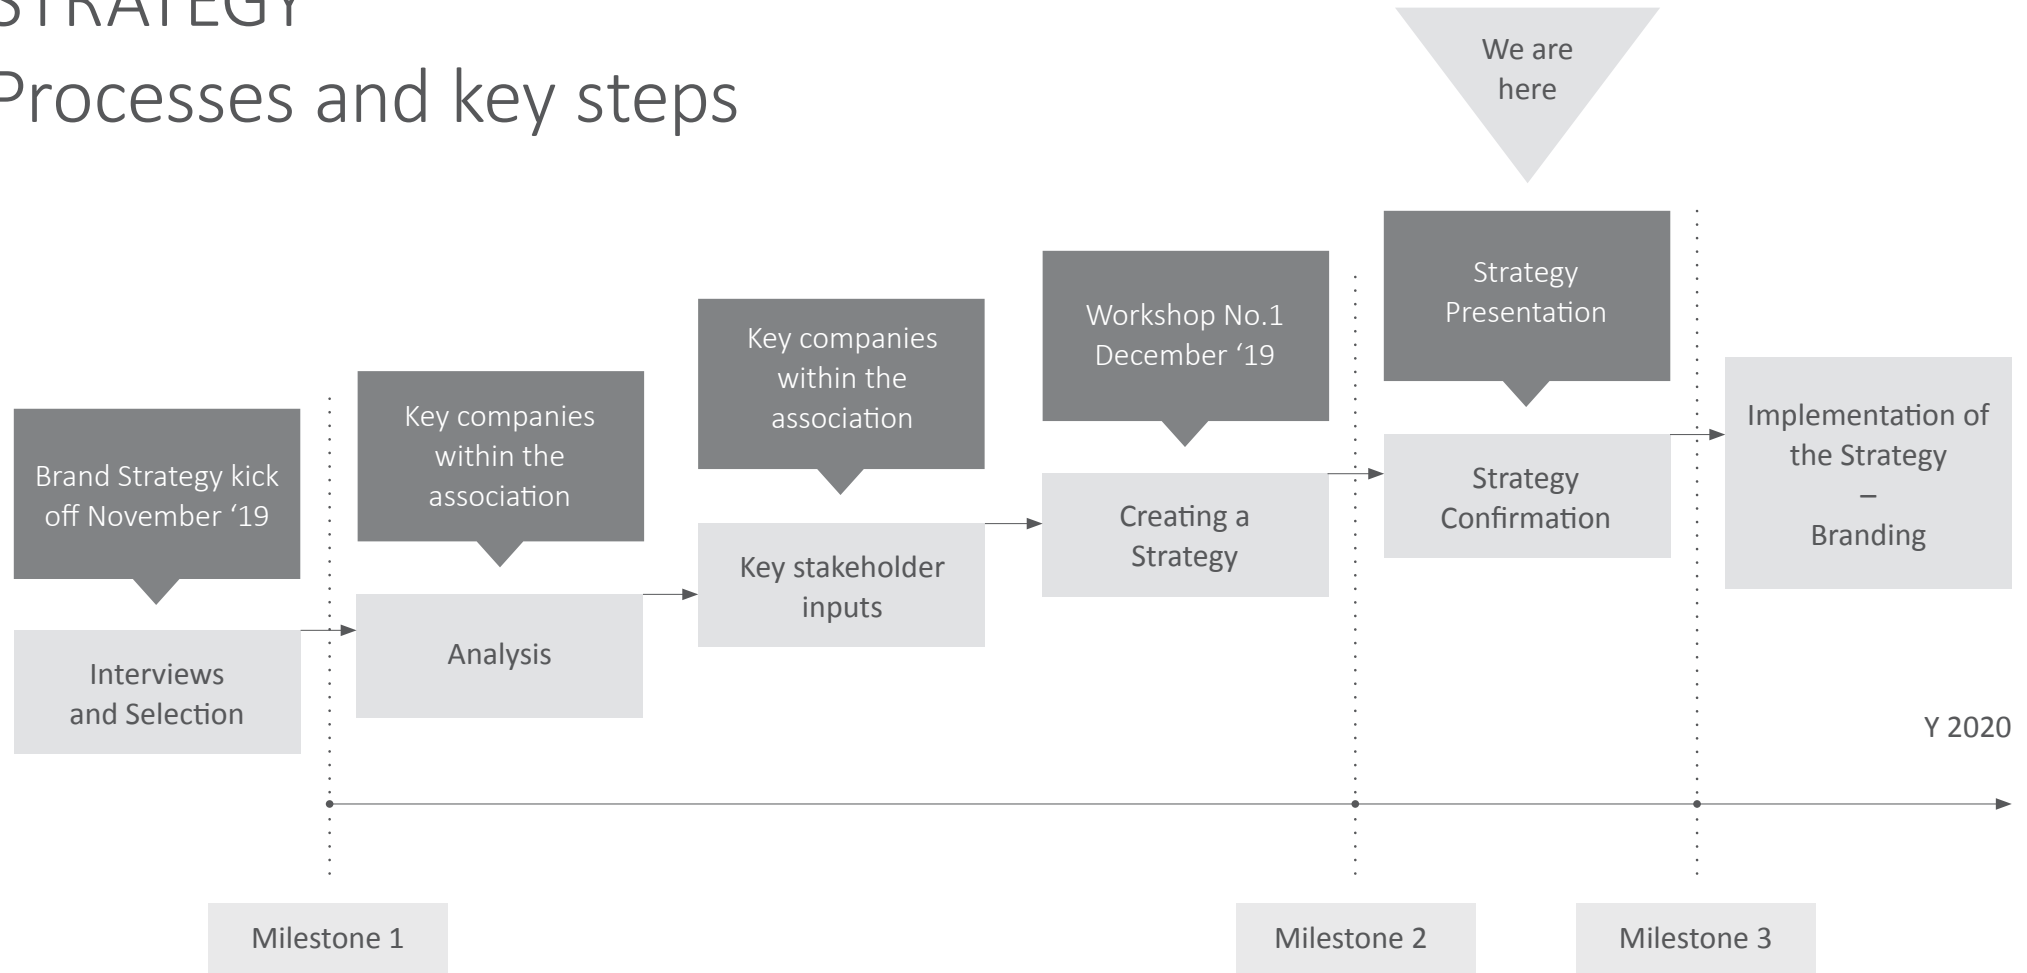 STRATEGY
Processes and key steps
We are
here
Brand Strategy kick
off November ‘19
Interviews
and Selection
Key companies
within the
association
Analysis
Key companies
within the
association
Key stakeholder
inputs
Workshop No.1
December ‘19
Creating a
Strategy
Strategy
Presentation
Strategy
Confirmation
Implementation of
the Strategy
–
Branding
Y 2020
Milestone 1
Milestone 2
Milestone 3